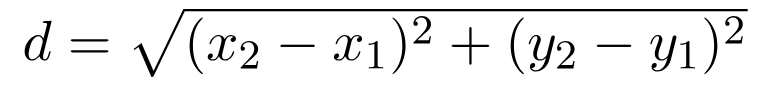 d = √(x₂ − x₁)² + (y₂ − y₁)²